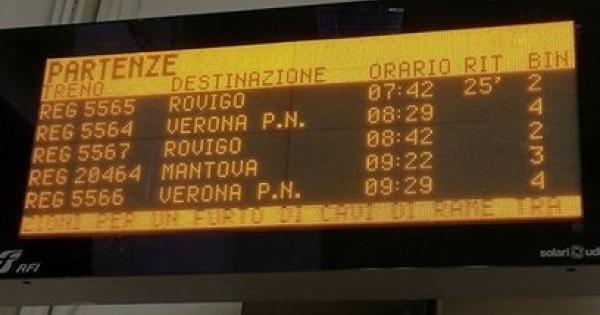 PARTENZE
TRENO DESTINAZIONE ORARIO RIT BIN
REG 5565 ROVIGO 07:42 25' 2
REG 5564 VERONA P.N. 08:29 4
REG 5567 ROVIGO 08:42 2
REG 20464 MANTOVA 09:22 3
REG 5566 VERONA P.N. 09:29 4
ZIONI PER UN FURTO DI CAVI DI RAME TRA
RFI solari udi